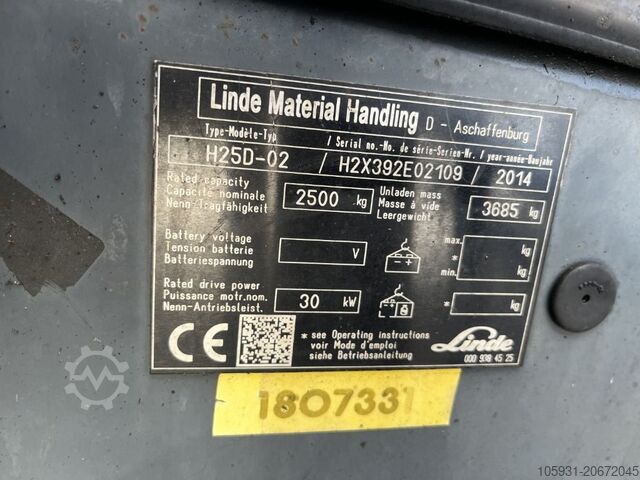 Linde Material Handling D - Aschaffenburg
Type-Modèle-Typ / Serial no.-No. de série-Serien-Nr. / year-année-Baujahr
H25D-02 / H2X392E02109 / 2014
Rated capacity
Capacité nominale
Nenn-Tragfähigkeit
2500 kg
Unladen mass
Masse à vide
Leergewicht
3685 kg
Battery voltage
Tension batterie
Batteriespannung
V
max.
*
min.
kg
kg
Rated drive power
Puissance motr.nom.
Nenn-Antriebsleist.
30 kW
* kg
CE
* see Operating instructions
voir Mode d'emploi
siehe Betriebsanleitung
Linde
000 938 45 25
1807331
105931-20672045